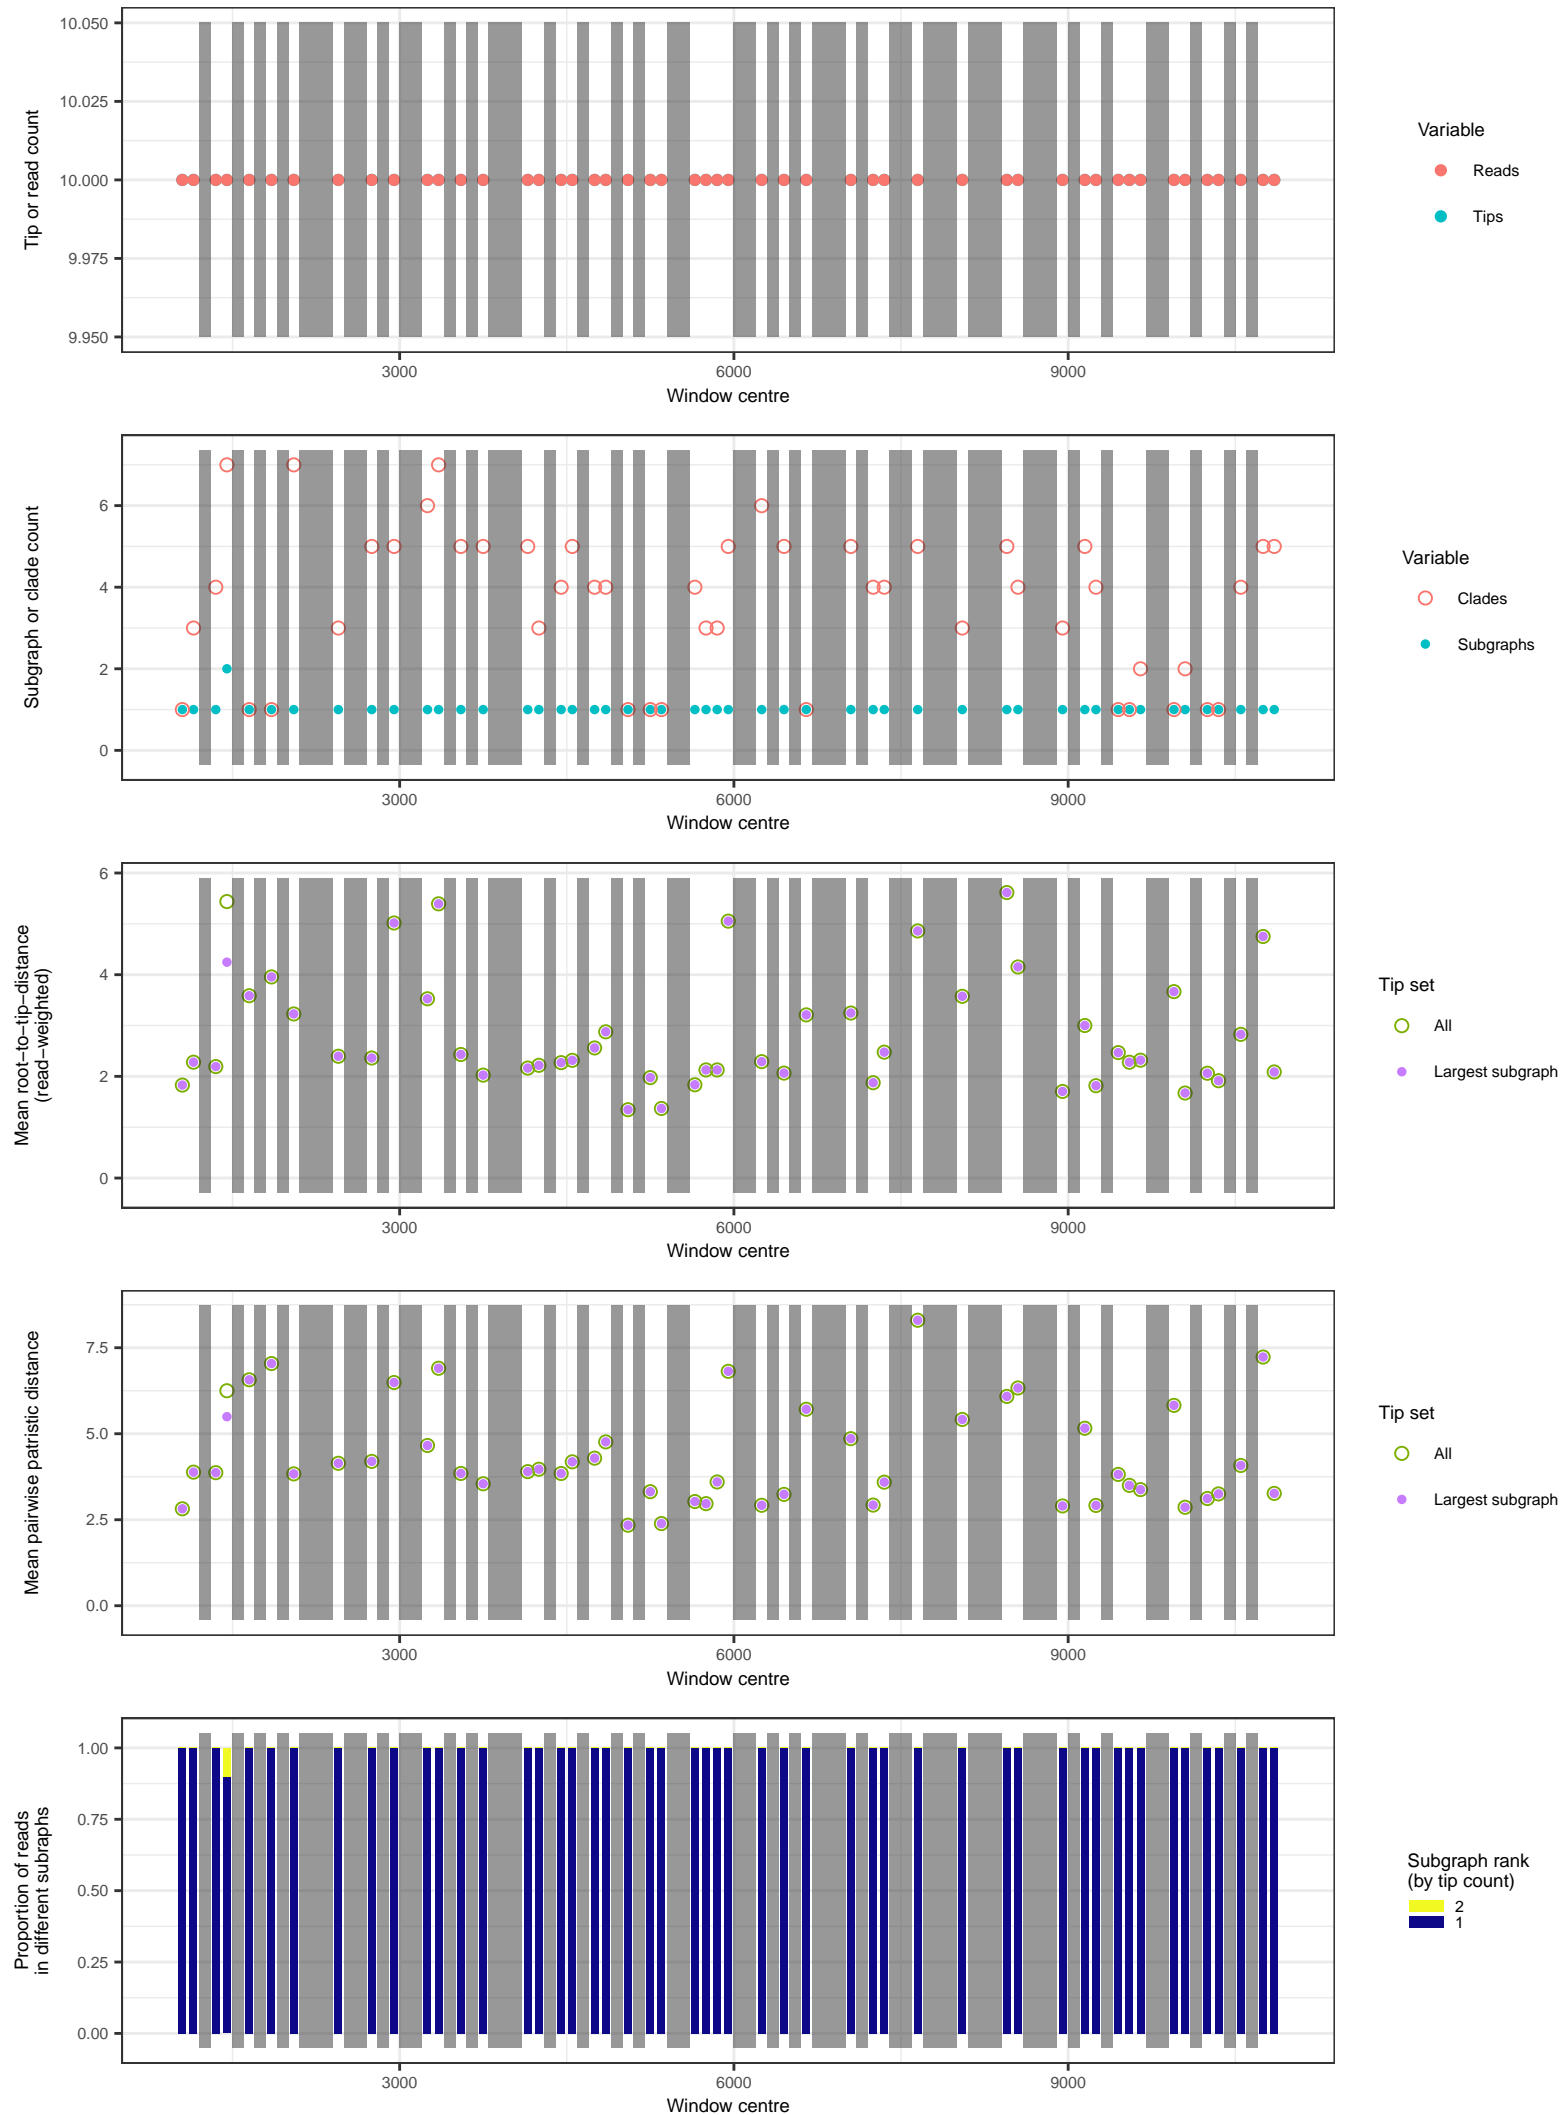 10.050
10.025
10.000
9.975
9.950
Tip or read count
3000
6000
9000
Window centre
Variable
Reads
Tips
6
4
2
0
Subgraph or clade count
3000
6000
9000
Window centre
Variable
Clades
Subgraphs
6
4
2
0
Mean root−to−tip−distance
(read−weighted)
3000
6000
9000
Window centre
Tip set
All
Largest subgraph
7.5
5.0
2.5
0.0
Mean pairwise patristic distance
3000
6000
9000
Window centre
Tip set
All
Largest subgraph
1.00
0.75
0.50
0.25
0.00
Proportion of reads
in different subraphs
3000
6000
9000
Window centre
Subgraph rank
(by tip count)
2
1